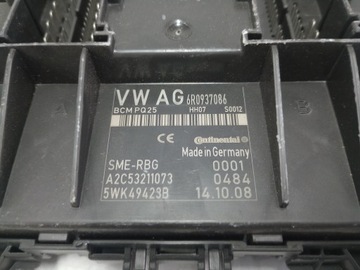 VW AG 6R0937086
BCM PQ25 HH07 S0012
CE Continental
Made in Germany
SME-RBG 0001
A2C53211073 0484
5WK49423B 14.10.08